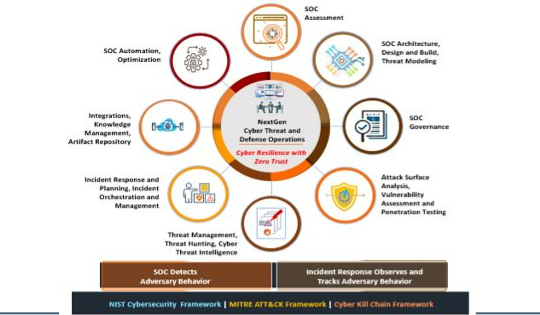 SOC
Assessment
SOC Automation,
Optimization
SOC Architecture,
Design and Build,
Threat Modeling
NextGen
Cyber Threat and
Defense Operations
Cyber Resilience with
Zero Trust
Integrations,
Knowledge
Management,
Artifact Repository
SOC
Governance
Incident Response and
Planning, Incident
Orchestration and
Management
Attack Surface
Analysis,
Vulnerability
Assessment and
Penetration Testing
Threat Management,
Threat Hunting, Cyber
Threat Intelligence
SOC Detects
Adversary Behavior
Incident Response Observes and
Tracks Adversary Behavior
NIST Cybersecurity Framework | MITRE ATT&CK Framework | Cyber Kill Chain Framework